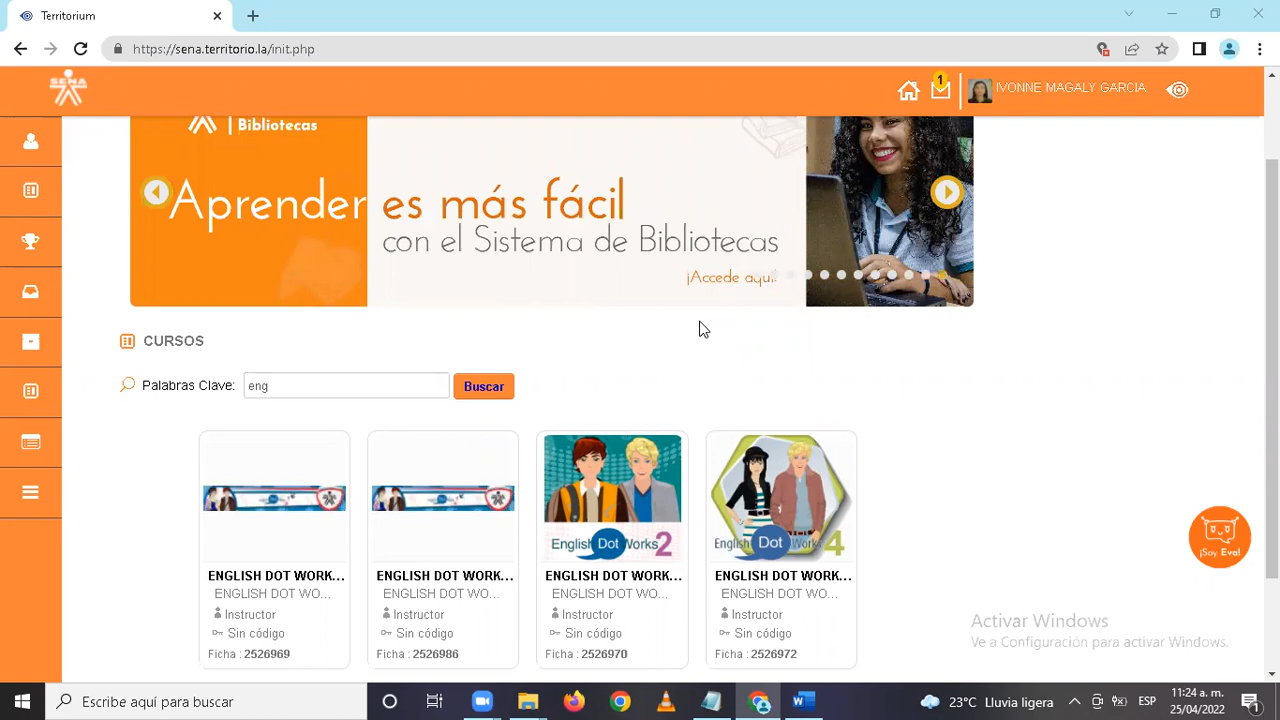 Territorium
https://sena.territorio.la/init.php
SENA
1
IVONNE MAGALY GARCIA
Bibliotecas
Aprender es más fácil
con el Sistema de Bibliotecas
¡Accede aquí!
CURSOS
Palabras Clave: eng Buscar
English Dot Works 2
English Dot Works 4
ENGLISH DOT WORK... ENGLISH DOT WORK... ENGLISH DOT WORK... ENGLISH DOT WORK...
ENGLISH DOT WO... ENGLISH DOT WO... ENGLISH DOT WO... ENGLISH DOT WO...
Instructor Instructor Instructor Instructor
Sin código Sin código Sin código Sin código
Ficha : 2526969 Ficha : 2526986 Ficha : 2526970 Ficha : 2526972
¡Soy Eva!
Activar Windows
Ve a Configuración para activar Windows.
Escribe aquí para buscar
23°C Lluvia ligera
ESP
11:24 a. m.
25/04/2022
1